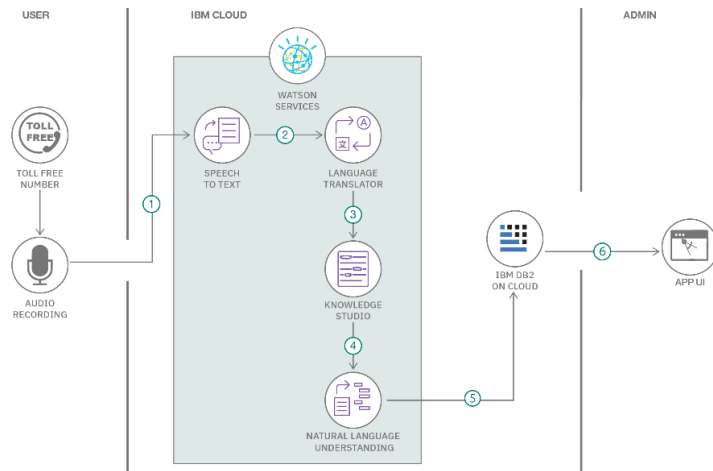 USER
IBM CLOUD
ADMIN
WATSON
SERVICES
TOLL
FREE
TOLL FREE
NUMBER
1
AUDIO
RECORDING
SPEECH
TO TEXT
2
A
文
LANGUAGE
TRANSLATOR
3
KNOWLEDGE
STUDIO
4
NATURAL LANGUAGE
UNDERSTANDING
5
IBM DB2
ON CLOUD
6
APP UI